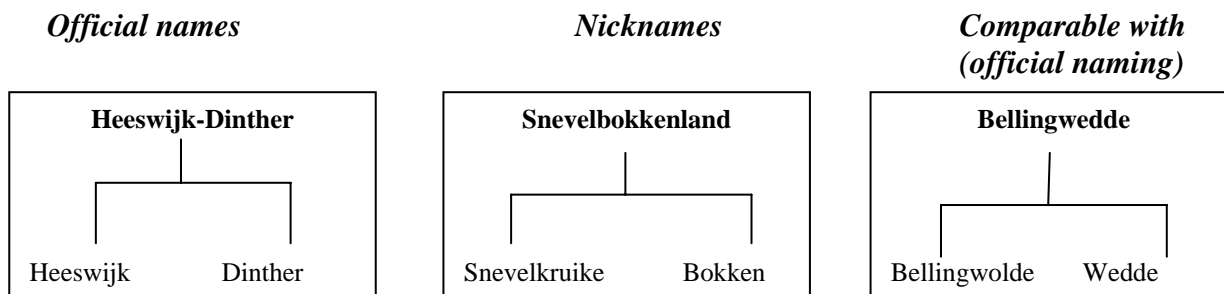 Official names Nicknames Comparable with
(official naming)
Heeswijk-Dinther Snevelbokkenland Bellingwedde
Heeswijk Dinther Snevelkruike Bokken Bellingwolde Wedde